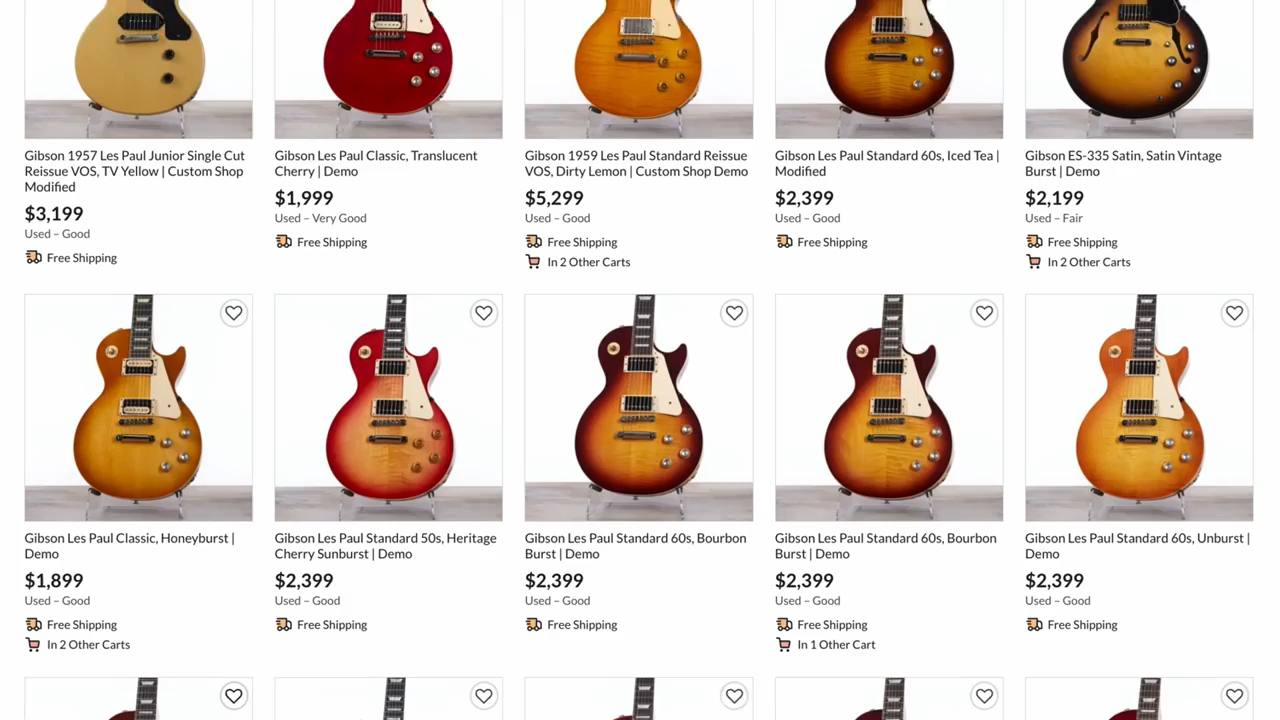 Gibson 1957 Les Paul Junior Single Cut
Reissue VOS, TV Yellow | Custom Shop
Modified
$3,199
Used – Good
Free Shipping
Gibson Les Paul Classic, Translucent
Cherry | Demo
$1,999
Used – Very Good
Free Shipping
Gibson 1959 Les Paul Standard Reissue
VOS, Dirty Lemon | Custom Shop Demo
$5,299
Used – Good
Free Shipping
In 2 Other Carts
Gibson Les Paul Standard 60s, Iced Tea |
Modified
$2,399
Used – Good
Free Shipping
Gibson ES-335 Satin, Satin Vintage
Burst | Demo
$2,199
Used – Fair
Free Shipping
In 2 Other Carts
Gibson Les Paul Classic, Honeyburst |
Demo
$1,899
Used – Good
Free Shipping
In 2 Other Carts
Gibson Les Paul Standard 50s, Heritage
Cherry Sunburst | Demo
$2,399
Used – Good
Free Shipping
Gibson Les Paul Standard 60s, Bourbon
Burst | Demo
$2,399
Used – Good
Free Shipping
Gibson Les Paul Standard 60s, Bourbon
Burst | Demo
$2,399
Used – Good
Free Shipping
In 1 Other Cart
Gibson Les Paul Standard 60s, Unburst |
Demo
$2,399
Used – Good
Free Shipping